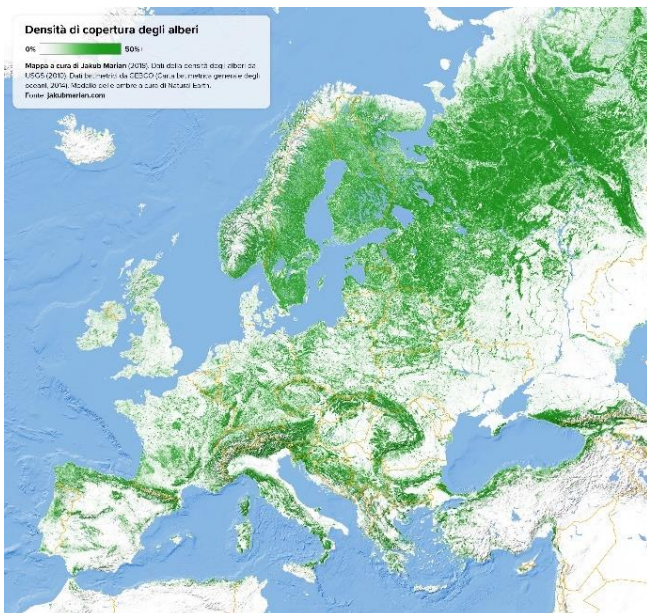 Densità di copertura degli alberi
0% 50%+
Mappa a cura di Jakub Marian (2018). Dati della densità degli alberi da
USGS (2010). Dati batimetrici da GEBCO (Carta batimetrica generale degli
oceani, 2014). Modello delle ombre a cura di Natural Earth.
Fonte: jakubmarian.com